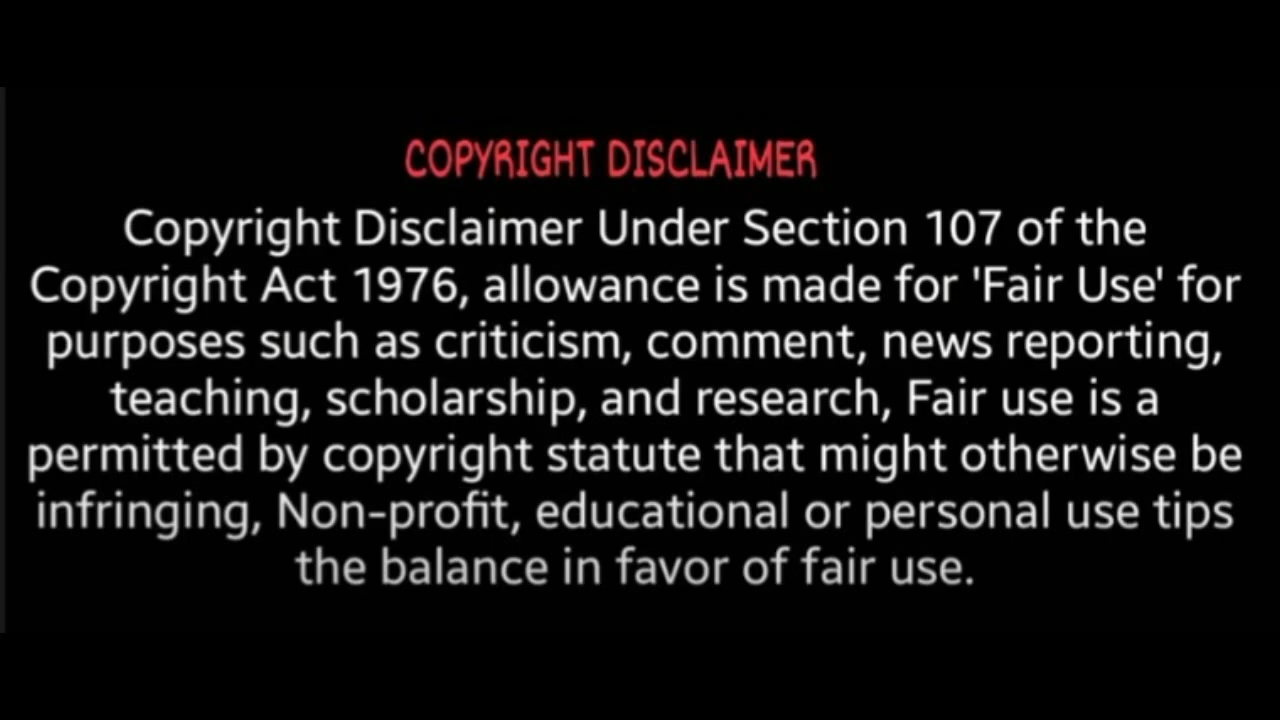 COPYRIGHT DISCLAIMER
Copyright Disclaimer Under Section 107 of the
Copyright Act 1976, allowance is made for 'Fair Use' for
purposes such as criticism, comment, news reporting,
teaching, scholarship, and research, Fair use is a
permitted by copyright statute that might otherwise be
infringing, Non-profit, educational or personal use tips
the balance in favor of fair use.